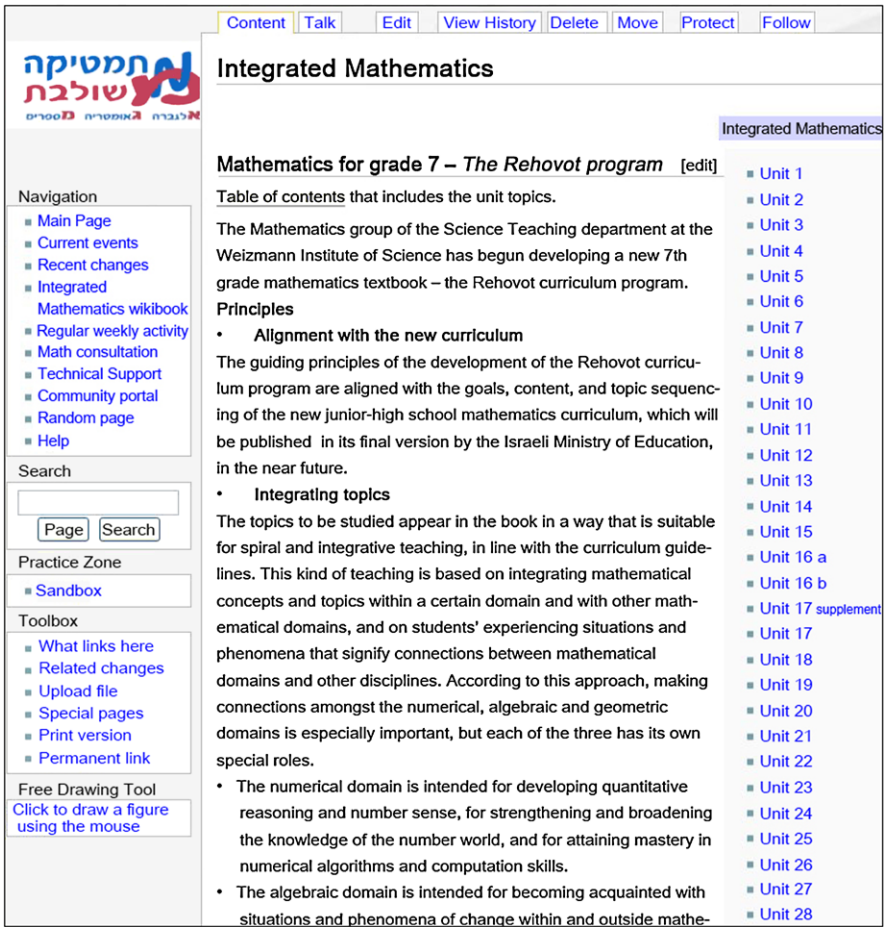 Content Talk Edit View History Delete Move Protect Follow
מתמטיקה
שולבת
אלגברה גאומטריה מספרים
Navigation
Main Page
Current events
Recent changes
Integrated
Mathematics wikibook
Regular weekly activity
Math consultation
Technical Support
Community portal
Random page
Help
Search
Page Search
Practice Zone
Sandbox
Toolbox
What links here
Related changes
Upload file
Special pages
Print version
Permanent link
Free Drawing Tool
Click to draw a figure
using the mouse
Integrated Mathematics
Mathematics for grade 7 – The Rehovot program [edit]
Table of contents that includes the unit topics.
The Mathematics group of the Science Teaching department at the
Weizmann Institute of Science has begun developing a new 7th
grade mathematics textbook – the Rehovot curriculum program.
Principles
• Alignment with the new curriculum
The guiding principles of the development of the Rehovot curricu-
lum program are aligned with the goals, content, and topic sequenc-
ing of the new junior-high school mathematics curriculum, which will
be published in its final version by the Israeli Ministry of Education,
in the near future.
• Integrating topics
The topics to be studied appear in the book in a way that is suitable
for spiral and integrative teaching, in line with the curriculum guide-
lines. This kind of teaching is based on integrating mathematical
concepts and topics within a certain domain and with other math-
ematical domains, and on students’ experiencing situations and
phenomena that signify connections between mathematical
domains and other disciplines. According to this approach, making
connections amongst the numerical, algebraic and geometric
domains is especially important, but each of the three has its own
special roles.
• The numerical domain is intended for developing quantitative
reasoning and number sense, for strengthening and broadening
the knowledge of the number world, and for attaining mastery in
numerical algorithms and computation skills.
• The algebraic domain is intended for becoming acquainted with
situations and phenomena of change within and outside mathe-
Integrated Mathematics
Unit 1
Unit 2
Unit 3
Unit 4
Unit 5
Unit 6
Unit 7
Unit 8
Unit 9
Unit 10
Unit 11
Unit 12
Unit 13
Unit 14
Unit 15
Unit 16 a
Unit 16 b
Unit 17 supplement
Unit 17
Unit 18
Unit 19
Unit 20
Unit 21
Unit 22
Unit 23
Unit 24
Unit 25
Unit 26
Unit 27
Unit 28